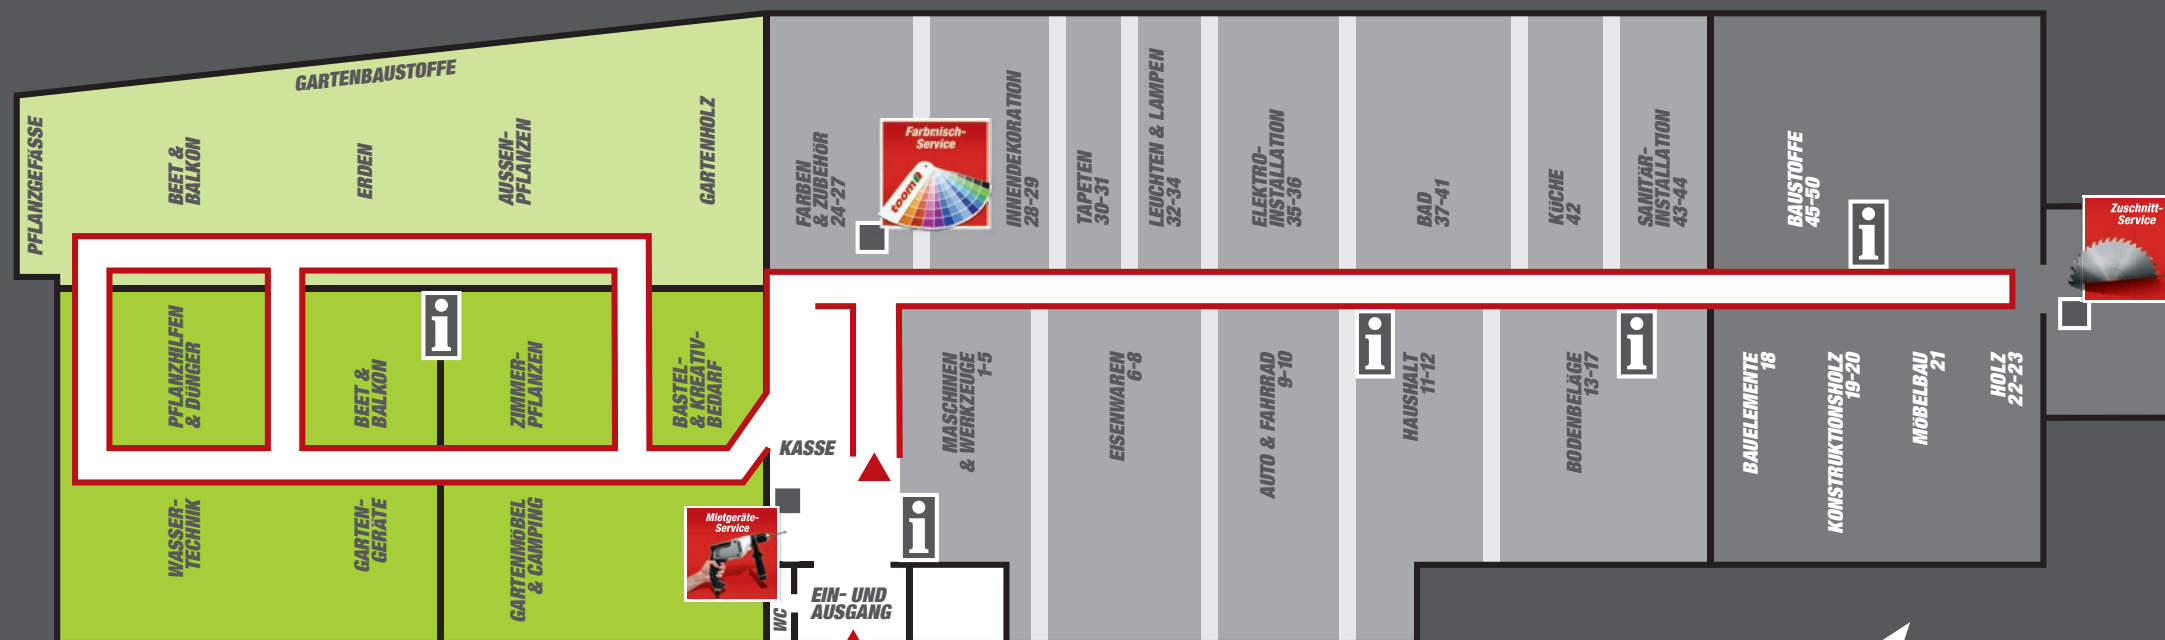 GARTENBAUSTOFFE
PFLANZGEFÄSSE
BEET &
BALKON
ERDEN
AUSSEN-
PFLANZEN
GARTENHOLZ
FARBEN
& ZUBEHÖR
24-27
Farbmisch-
Service
toom
INNENDEKORATION
28-29
TAPETEN
30-31
LEUCHTEN & LAMPEN
32-34
ELEKTRO-
INSTALLATION
35-36
BAD
37-41
KÜCHE
42
SANITÄR-
INSTALLATION
43-44
BAUSTOFFE
45-50
i
Zuschnitt-
Service
PFLANZHILFEN
& DÜNGER
BEET &
BALKON
i
ZIMMER-
PFLANZEN
BASTEL-
& KREATIV-
BEDARF
KASSE
MASCHINEN
& WERKZEUGE
1-5
EISENWAREN
6-8
AUTO & FAHRRAD
9-10
i
HAUSHALT
11-12
BODENBELÄGE
13-17
i
BAUELEMENTE
18
KONSTRUKTIONSHOLZ
19-20
MÖBELBAU
21
HOLZ
22-23
WASSER-
TECHNIK
GARTEN-
GERÄTE
GARTENMÖBEL
& CAMPING
Mietgeräte-
Service
i
WC
EIN- UND
AUSGANG